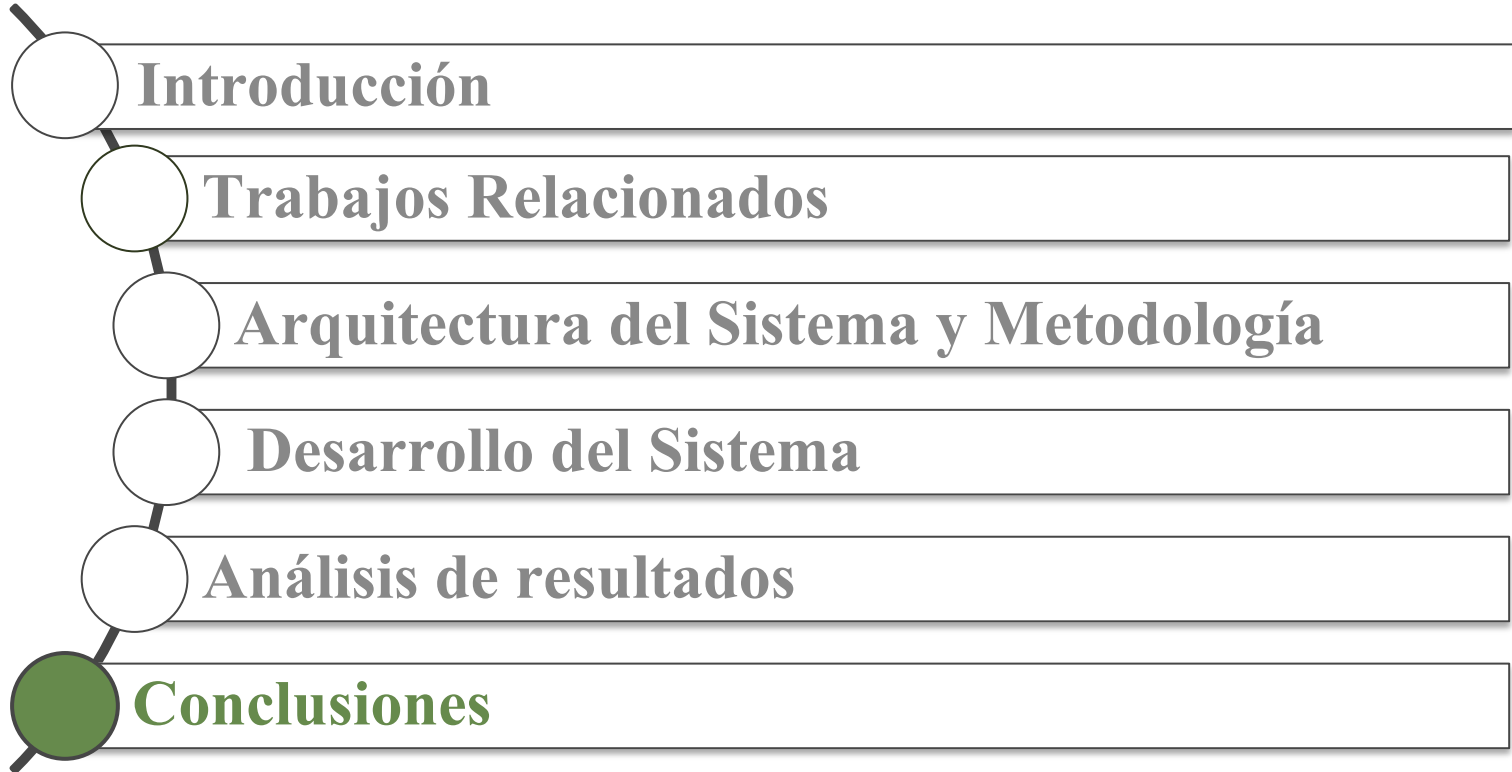 Introducción
Trabajos Relacionados
Arquitectura del Sistema y Metodología
Desarrollo del Sistema
Análisis de resultados
Conclusiones